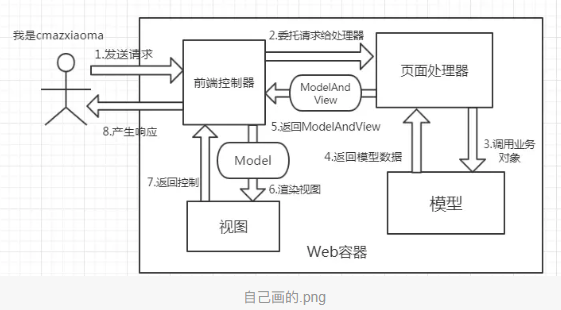 我是cmazxiaoma
1.发送请求
2.委托请求给处理器
前端控制器
ModelAnd
View
页面处理器
8.产生响应
5.返回ModelAndView
3.调用业务
对象
4.返回模型数据
Model
7.返回控制
6.渲染视图
视图
模型
Web容器
自己画的.png